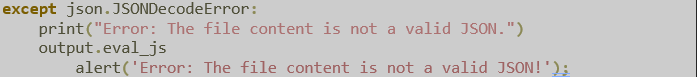 except json.JSONDecodeError:
    print("Error: The file content is not a valid JSON.")
    output.eval_js
        alert('Error: The file content is not a valid JSON!');